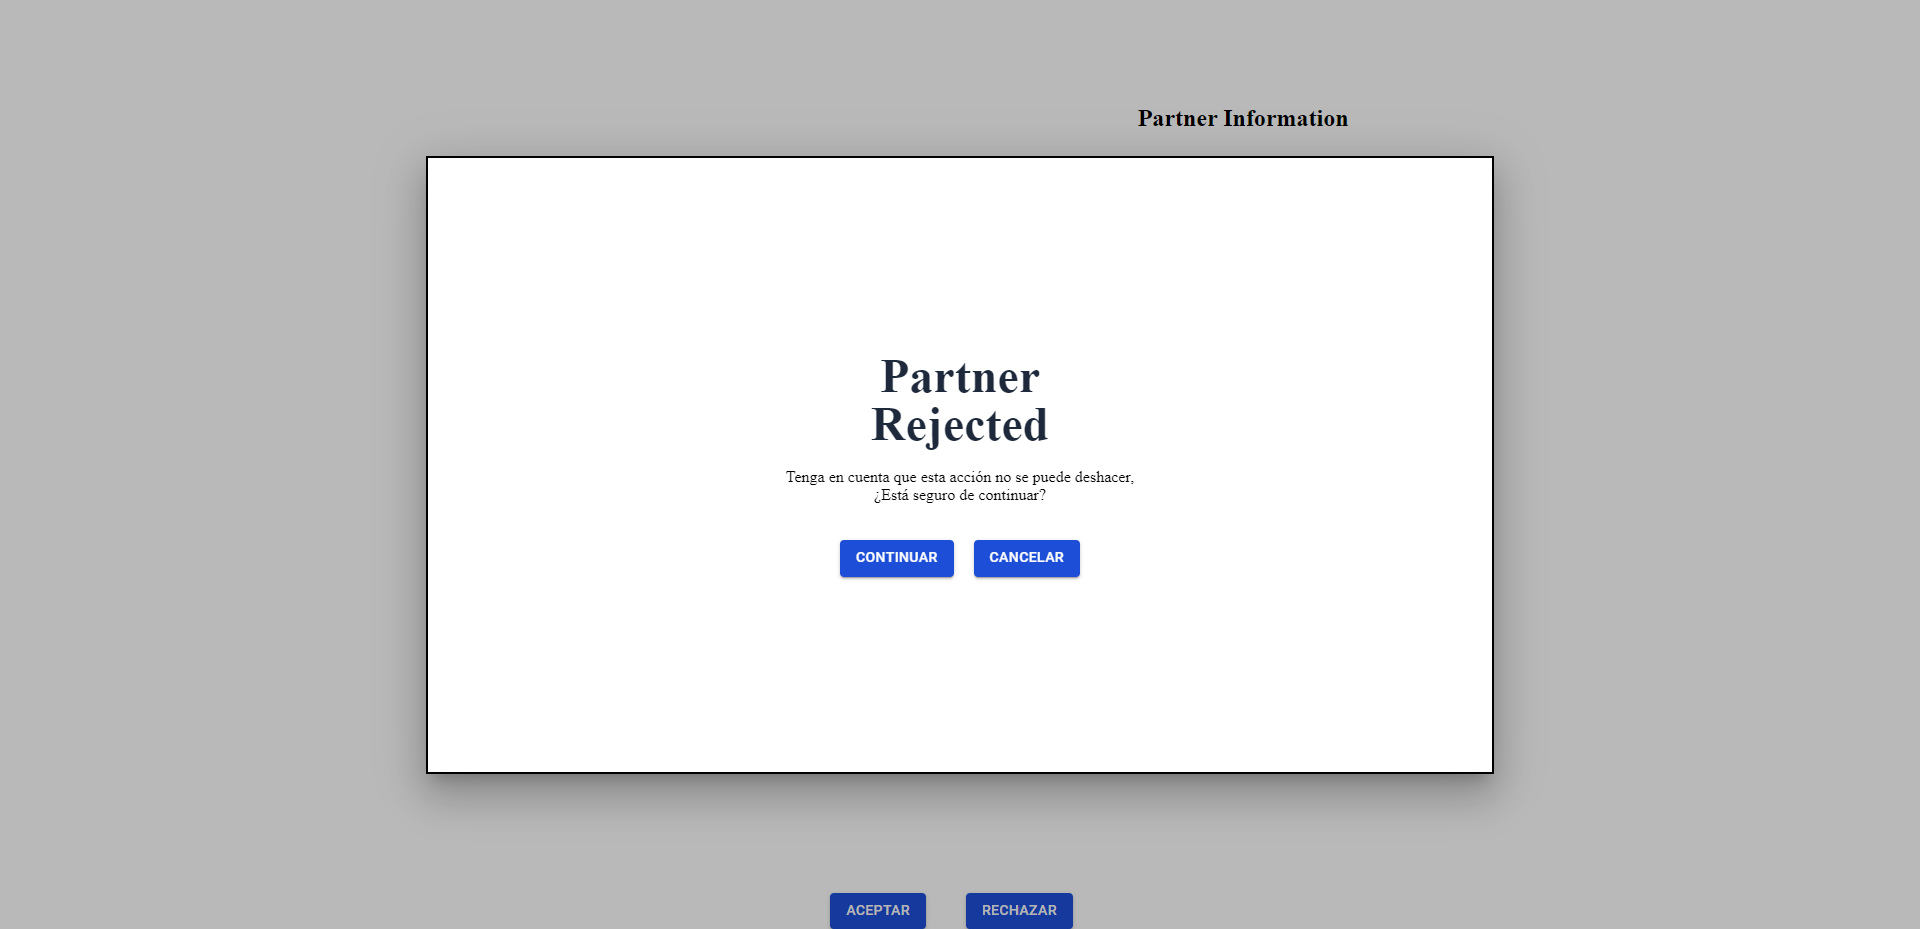 Partner Information
Partner
Rejected
Tenga en cuenta que esta acción no se puede deshacer,
¿Está seguro de continuar?
CONTINUAR
CANCELAR
ACEPTAR
RECHAZAR